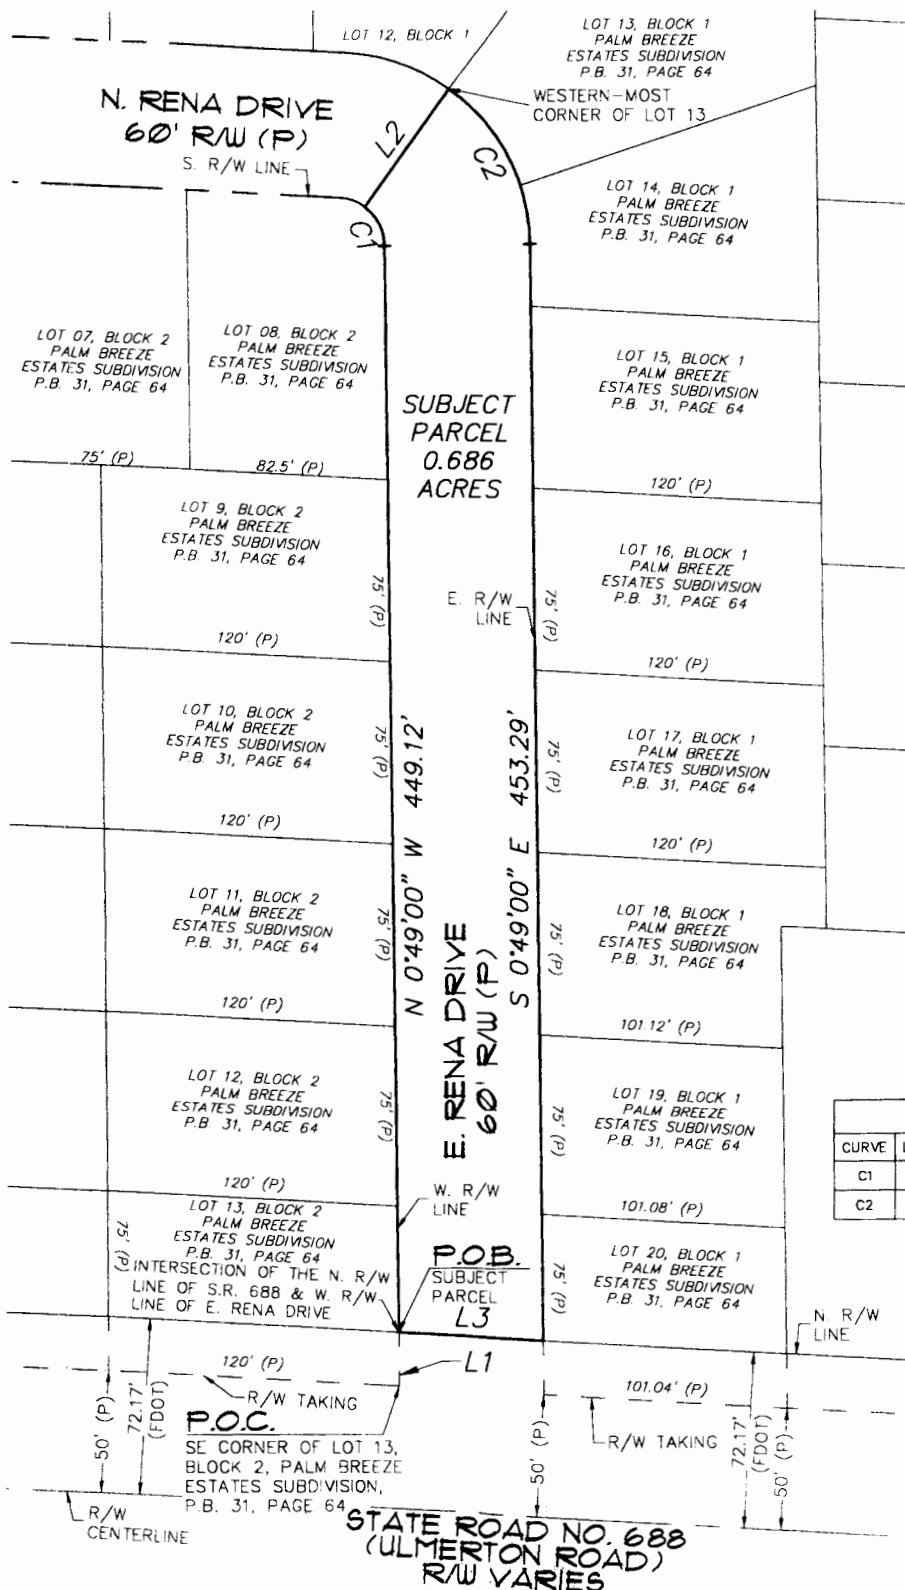 LOT 12, BLOCK 1
LOT 13, BLOCK 1
PALM BREEZE
ESTATES SUBDIVISION
P.B. 31, PAGE 64
N. RENA DRIVE
60' R/W (P)
S. R/W LINE
L2
WESTERN-MOST
CORNER OF LOT 13
C2
C1
LOT 14, BLOCK 1
PALM BREEZE
ESTATES SUBDIVISION
P.B. 31, PAGE 64
LOT 07, BLOCK 2
PALM BREEZE
ESTATES SUBDIVISION
P.B. 31, PAGE 64
LOT 08, BLOCK 2
PALM BREEZE
ESTATES SUBDIVISION
P.B. 31, PAGE 64
LOT 15, BLOCK 1
PALM BREEZE
ESTATES SUBDIVISION
P.B. 31, PAGE 64
SUBJECT
PARCEL
0.686
ACRES
75' (P)
82.5' (P)
120' (P)
LOT 9, BLOCK 2
PALM BREEZE
ESTATES SUBDIVISION
P.B. 31, PAGE 64
LOT 16, BLOCK 1
PALM BREEZE
ESTATES SUBDIVISION
P.B. 31, PAGE 64
75' (P)
E. R/W
LINE
75' (P)
120' (P)
120' (P)
LOT 10, BLOCK 2
PALM BREEZE
ESTATES SUBDIVISION
P.B. 31, PAGE 64
75' (P)
N 0°49'00" W 449.12'
S 0°49'00" E 453.29'
75' (P)
LOT 17, BLOCK 1
PALM BREEZE
ESTATES SUBDIVISION
P.B. 31, PAGE 64
120' (P)
120' (P)
LOT 11, BLOCK 2
PALM BREEZE
ESTATES SUBDIVISION
P.B. 31, PAGE 64
75' (P)
75' (P)
LOT 18, BLOCK 1
PALM BREEZE
ESTATES SUBDIVISION
P.B. 31, PAGE 64
E. RENA DRIVE
60' R/W (P)
120' (P)
101.12' (P)
LOT 12, BLOCK 2
PALM BREEZE
ESTATES SUBDIVISION
P.B. 31, PAGE 64
75' (P)
75' (P)
LOT 19, BLOCK 1
PALM BREEZE
ESTATES SUBDIVISION
P.B. 31, PAGE 64
CURVE
C1
C2
120' (P)
W. R/W
LINE
101.08' (P)
LOT 13, BLOCK 2
PALM BREEZE
ESTATES SUBDIVISION
P.B. 31, PAGE 64
75' (P)
INTERSECTION OF THE N. R/W
LINE OF S.R. 688 & W. R/W
LINE OF E. RENA DRIVE
P.O.B.
SUBJECT
PARCEL
L3
75' (P)
LOT 20, BLOCK 1
PALM BREEZE
ESTATES SUBDIVISION
P.B. 31, PAGE 64
N. R/W
LINE
120' (P)
L1
101.04' (P)
R/W TAKING
R/W TAKING
50' (P)
72.17'
(FDOT)
P.O.C.
SE CORNER OF LOT 13,
BLOCK 2, PALM BREEZE
ESTATES SUBDIVISION,
P.B. 31, PAGE 64
50' (P)
72.17'
(FDOT)
50' (P)
R/W
CENTERLINE
STATE ROAD NO. 688
(ULMERTON ROAD)
R/W VARIES